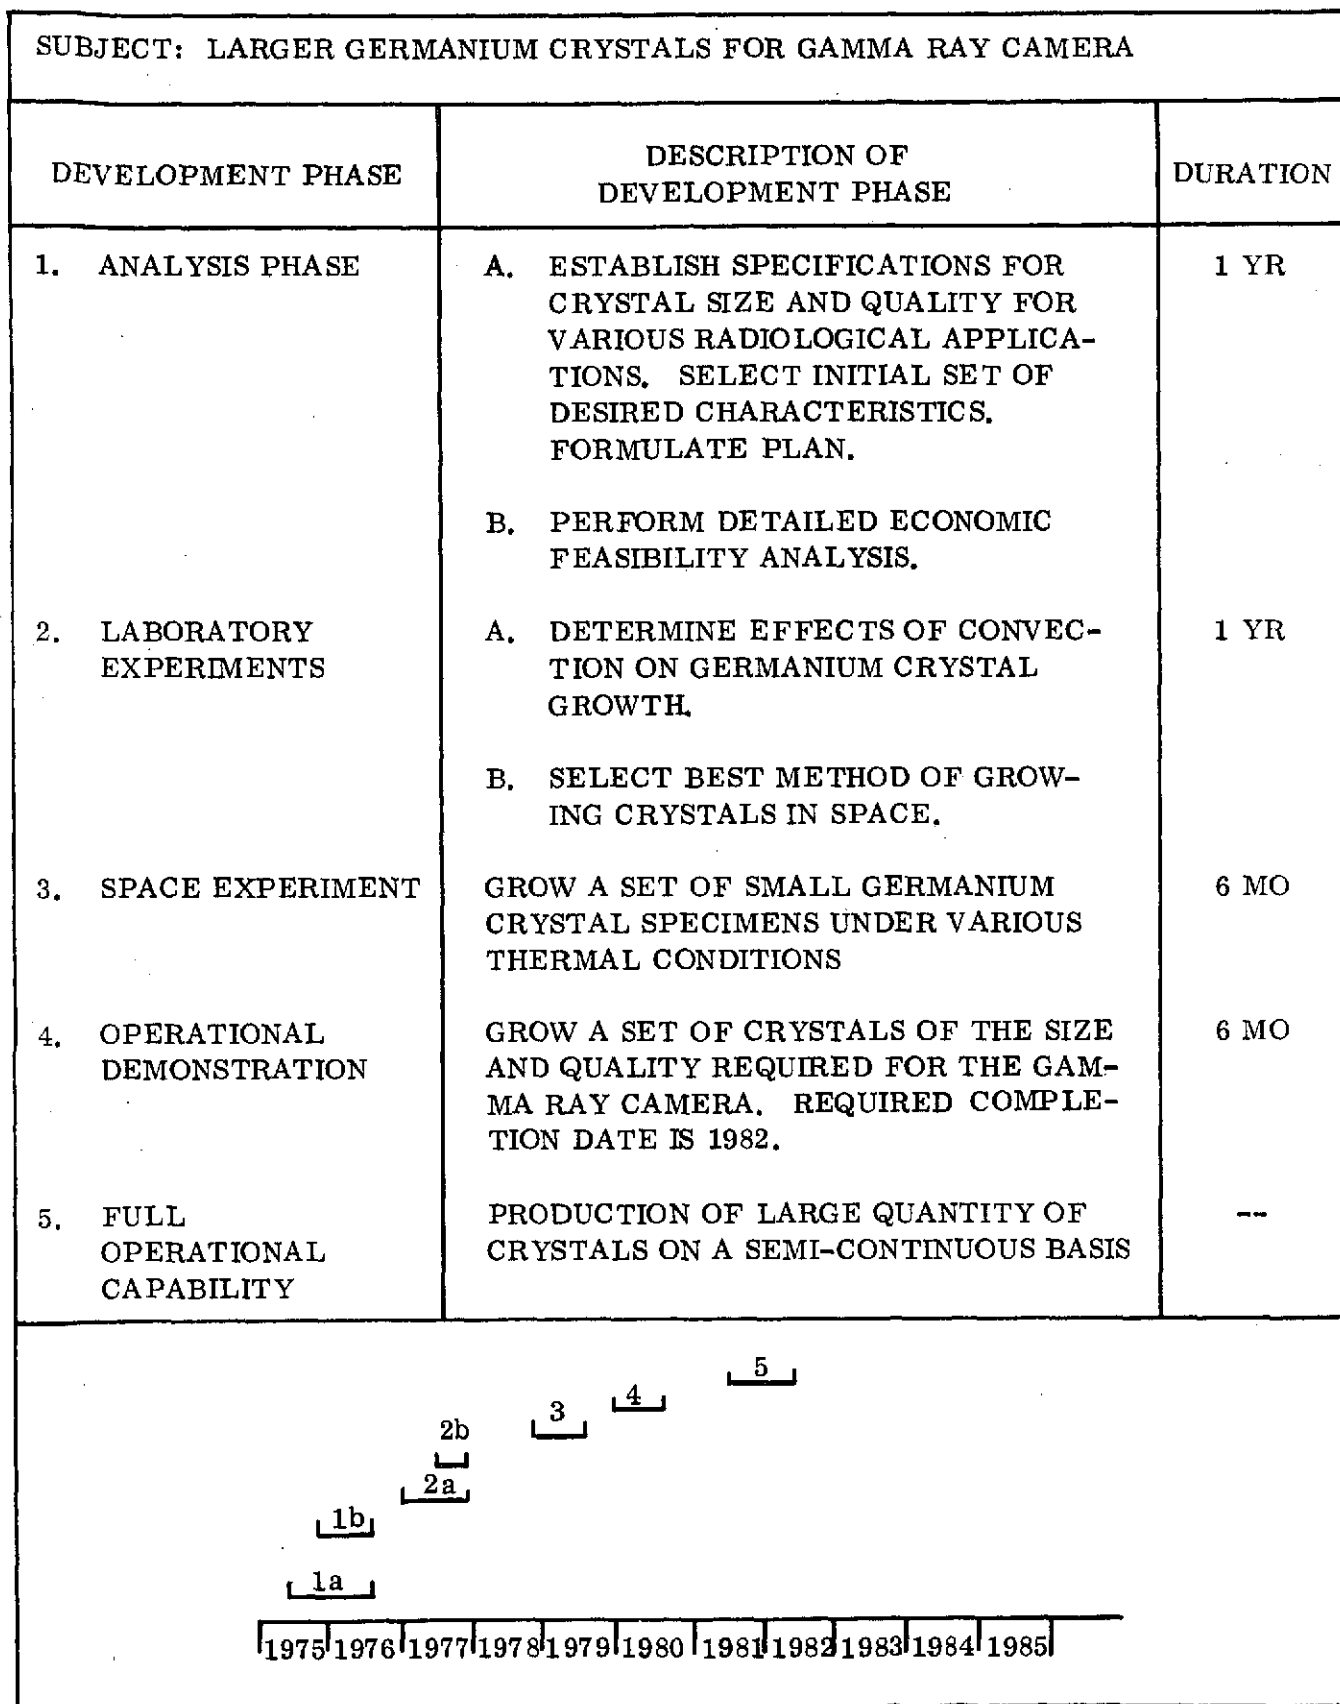 SUBJECT: LARGER GERMANIUM CRYSTALS FOR GAMMA RAY CAMERA
DEVELOPMENT PHASE
DESCRIPTION OF
DEVELOPMENT PHASE
DURATION
1. ANALYSIS PHASE
A. ESTABLISH SPECIFICATIONS FOR
CRYSTAL SIZE AND QUALITY FOR
VARIOUS RADIOLOGICAL APPLICA-
TIONS. SELECT INITIAL SET OF
DESIRED CHARACTERISTICS.
FORMULATE PLAN.
B. PERFORM DETAILED ECONOMIC
FEASIBILITY ANALYSIS.
1 YR
2. LABORATORY
EXPERIMENTS
A. DETERMINE EFFECTS OF CONVEC-
TION ON GERMANIUM CRYSTAL
GROWTH.
B. SELECT BEST METHOD OF GROW-
ING CRYSTALS IN SPACE.
1 YR
3. SPACE EXPERIMENT
GROW A SET OF SMALL GERMANIUM
CRYSTAL SPECIMENS UNDER VARIOUS
THERMAL CONDITIONS
6 MO
4. OPERATIONAL
DEMONSTRATION
GROW A SET OF CRYSTALS OF THE SIZE
AND QUALITY REQUIRED FOR THE GAM-
MA RAY CAMERA. REQUIRED COMPLE-
TION DATE IS 1982.
6 MO
5. FULL
OPERATIONAL
CAPABILITY
PRODUCTION OF LARGE QUANTITY OF
CRYSTALS ON A SEMI-CONTINUOUS BASIS
--
5
4
3
2b
2a
1b
1a
1975 1976 1977 1978 1979 1980 1981 1982 1983 1984 1985